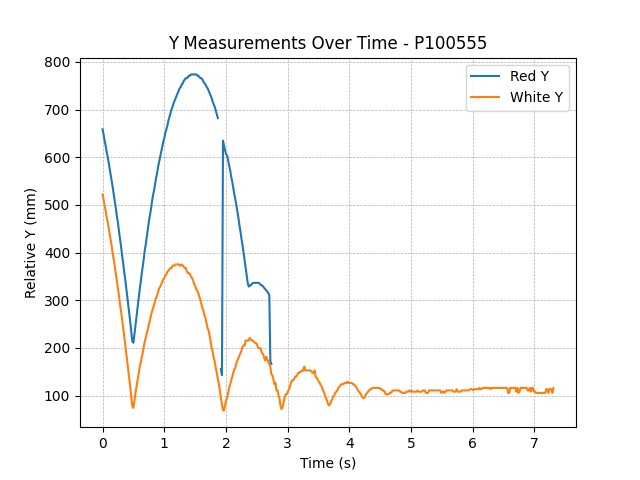 Y Measurements Over Time - P100555
Red Y
White Y
Relative Y (mm)
800
700
600
500
400
300
200
100
0 1 2 3 4 5 6 7
Time (s)